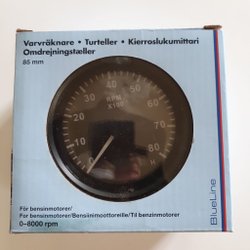 Varvräknare • Turteller • Kierroslukumittari
Omdrejningstæller
85 mm
0 10 20 30 40 50 60 70 80
RPM
X100
För bensinmotorer/
For bensinmotorer/Bensiinimoottoreille/Til benzinmotorer
0–8000 rpm
BlueLine